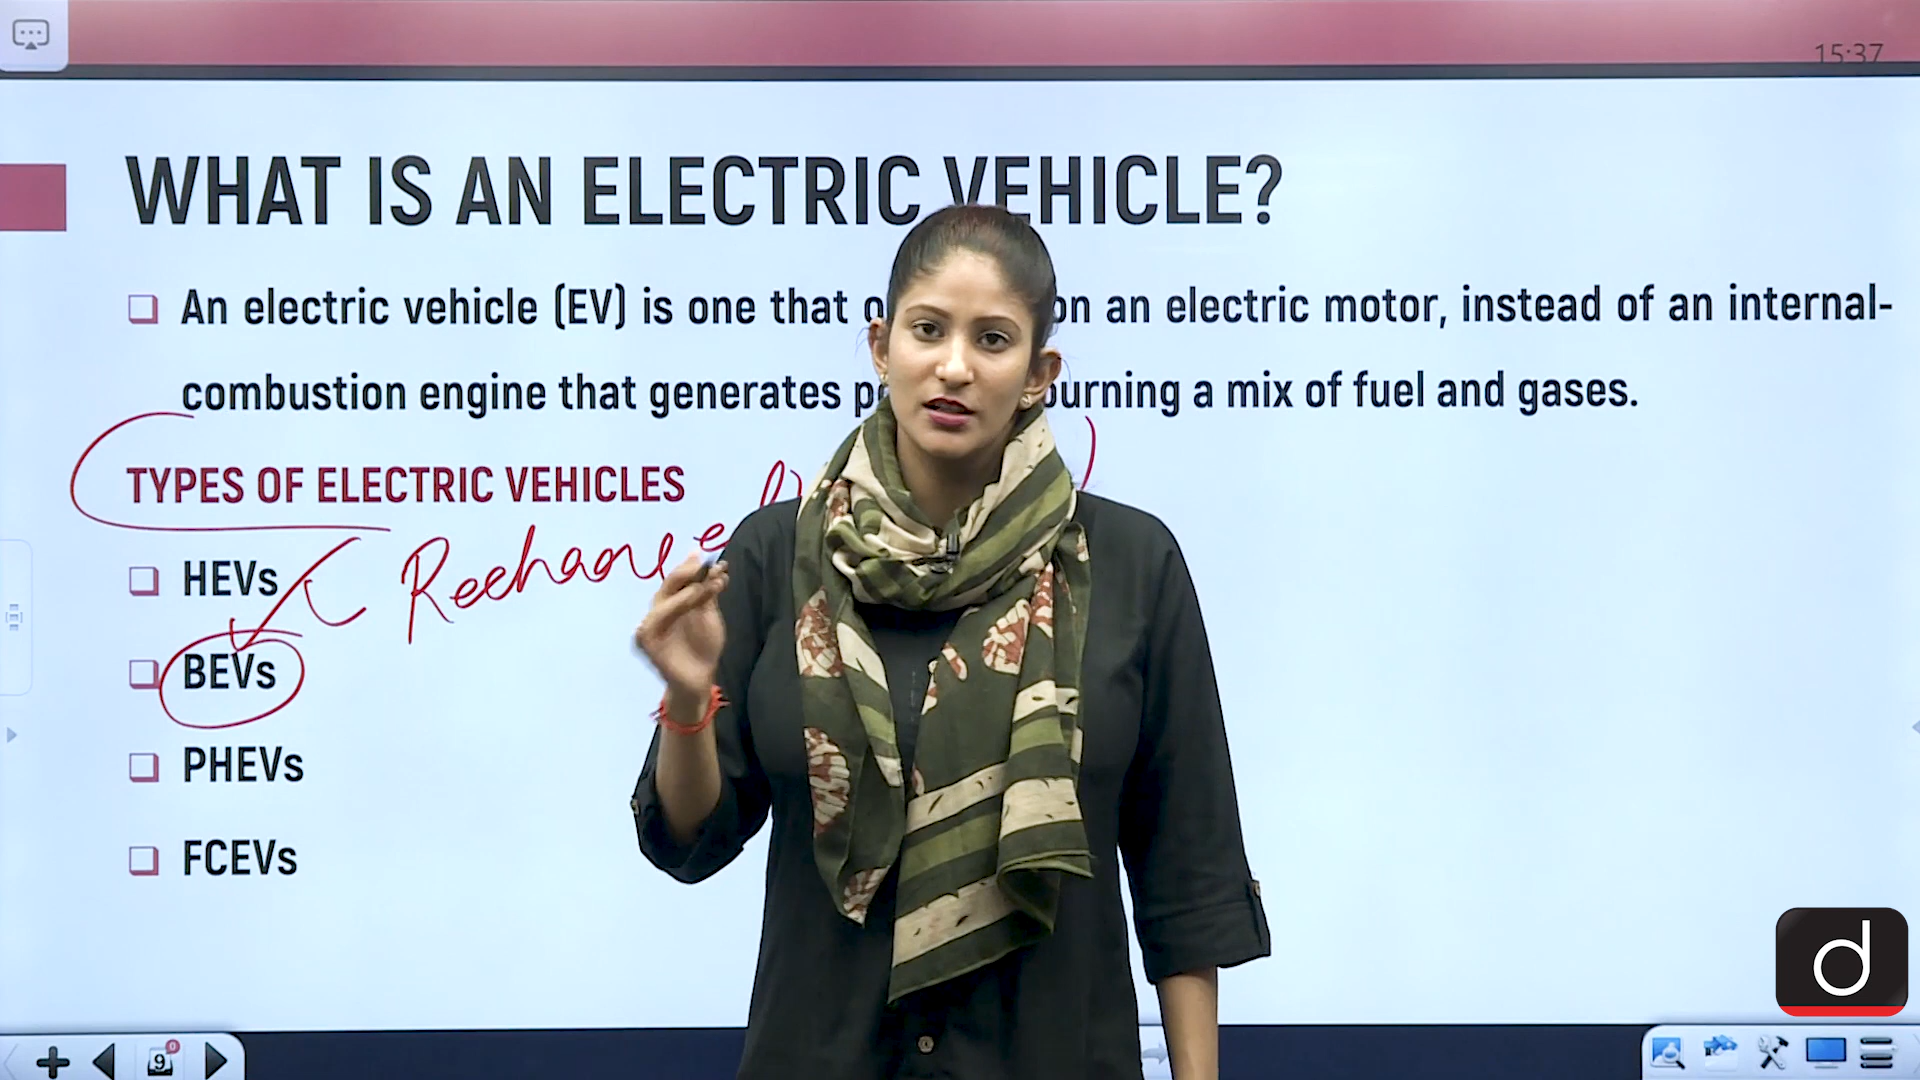 15:37
WHAT IS AN ELECTRIC VEHICLE?
An electric vehicle (EV) is one that on an electric motor, instead of an internal-
combustion engine that generates burning a mix of fuel and gases.
TYPES OF ELECTRIC VEHICLES
HEVs
BEVs
PHEVs
FCEVs
9
0
d